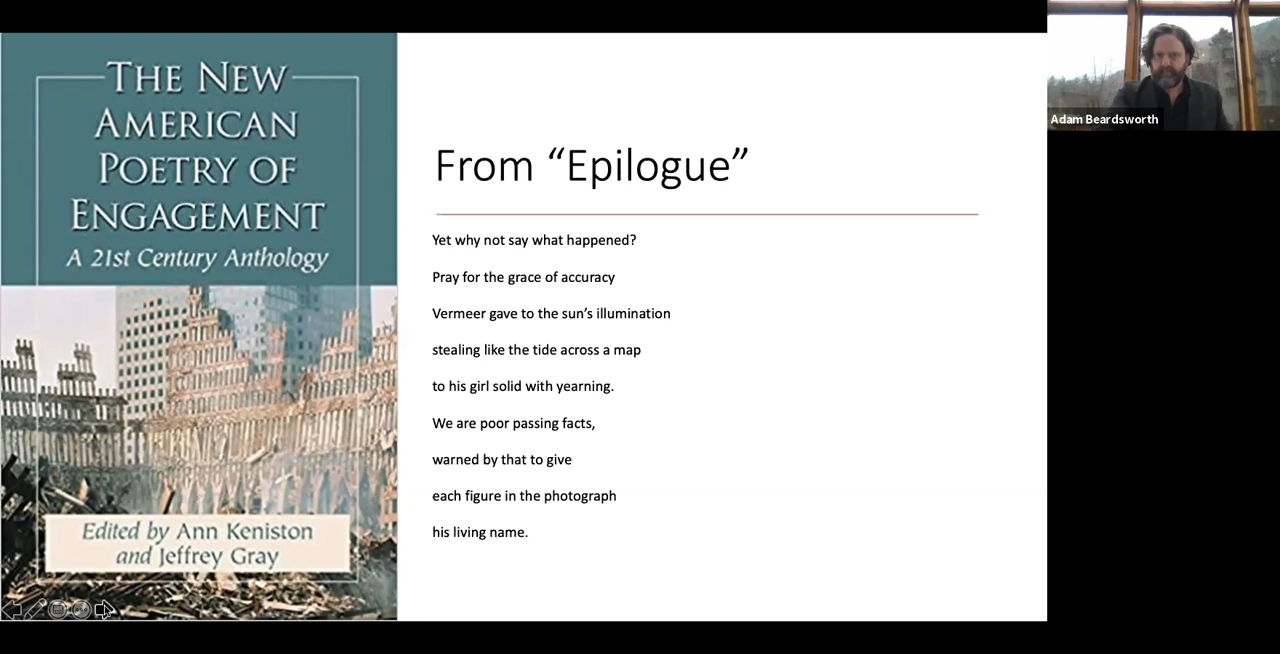 THE NEW
AMERICAN
POETRY OF
ENGAGEMENT
A 21st Century Anthology
Edited by Ann Keniston
and Jeffrey Gray
From “Epilogue”
Yet why not say what happened?
Pray for the grace of accuracy
Vermeer gave to the sun’s illumination
stealing like the tide across a map
to his girl solid with yearning.
We are poor passing facts,
warned by that to give
each figure in the photograph
his living name.
Adam Beardsworth